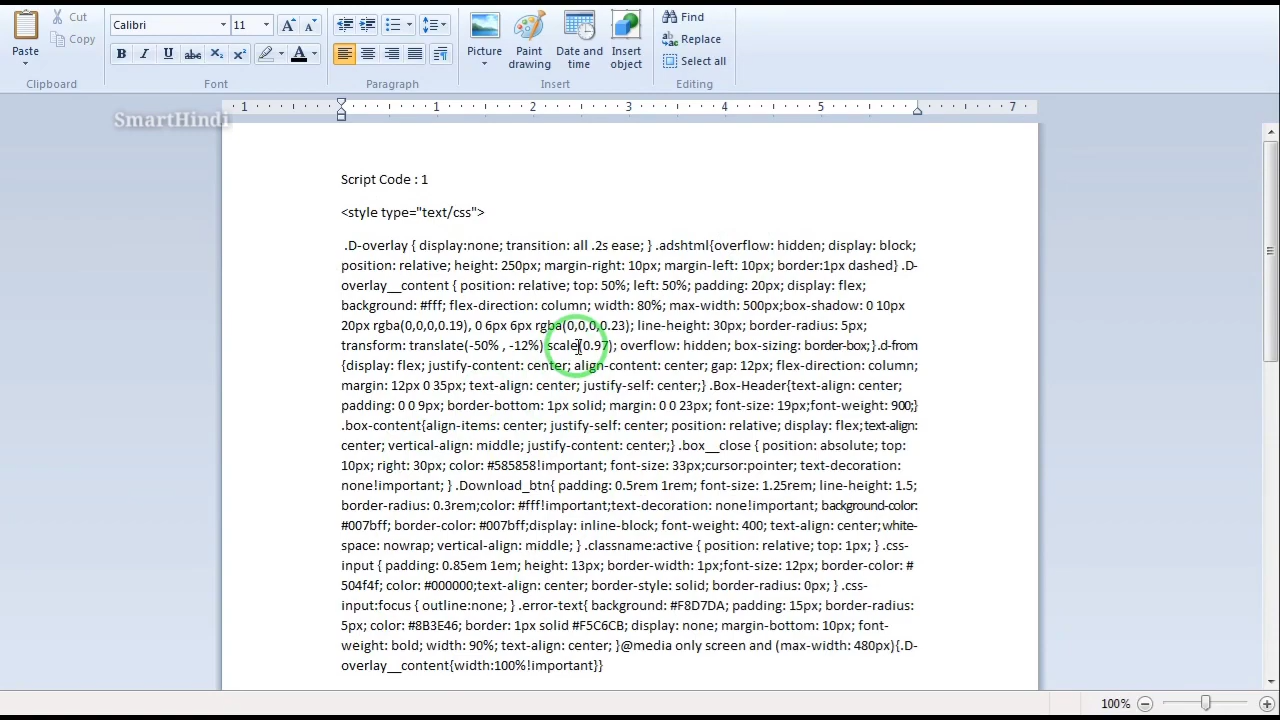 Cut
Calibri
11
Find
Copy
Replace
Paste
Picture
Paint drawing
Date and time
Insert object
Select all
Clipboard
Font
Paragraph
Insert
Editing
SmartHindi
1 1 2 3 4 5 7
Script Code : 1
<style type="text/css">
.D-overlay { display:none; transition: all .2s ease; } .adshtml{overflow: hidden; display: block;
position: relative; height: 250px; margin-right: 10px; margin-left: 10px; border:1px dashed} .D-
overlay__content { position: relative; top: 50%; left: 50%; padding: 20px; display: flex;
background: #fff; flex-direction: column; width: 80%; max-width: 500px;box-shadow: 0 10px
20px rgba(0,0,0,0.19), 0 6px 6px rgba(0,0,0,0.23); line-height: 30px; border-radius: 5px;
transform: translate(-50% , -12%) scale(0.97); overflow: hidden; box-sizing: border-box; } .d-from
{display: flex; justify-content: center; align-content: center; gap: 12px; flex-direction: column;
margin: 12px 0 35px; text-align: center; justify-self: center;} .Box-Header{text-align: center;
padding: 0 0 9px; border-bottom: 1px solid; margin: 0 0 23px; font-size: 19px;font-weight: 900;}
.box-content{align-items: center; justify-self: center; position: relative; display: flex;text-align:
center; vertical-align: middle; justify-content: center;} .box__close { position: absolute; top:
10px; right: 30px; color: #585858!important; font-size: 33px;cursor:pointer; text-decoration:
none!important; } .Download_btn{ padding: 0.5rem 1rem; font-size: 1.25rem; line-height: 1.5;
border-radius: 0.3rem;color: #fff!important;text-decoration: none!important; background-color:
#007bff; border-color: #007bff;display: inline-block; font-weight: 400; text-align: center;white-
space: nowrap; vertical-align: middle; } .classname:active { position: relative; top: 1px; } .css-
input { padding: 0.85em 1em; height: 13px; border-width: 1px;font-size: 12px; border-color: #
504f4f; color: #000000;text-align: center; border-style: solid; border-radius: 0px; } .css-
input:focus { outline:none; } .error-text{ background: #F8D7DA; padding: 15px; border-radius:
5px; color: #8B3E46; border: 1px solid #F5C6CB; display: none; margin-bottom: 10px; font-
weight: bold; width: 90%; text-align: center; }@media only screen and (max-width: 480px){.D-
overlay__content{width:100%!important}}
100%